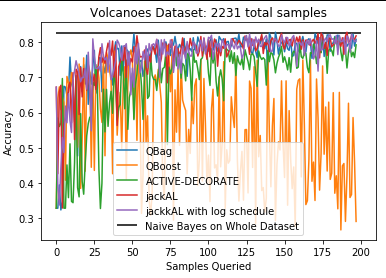 Volcanoes Dataset: 2231 total samples
0.8
0.7
0.6
0.5
0.4
0.3
Accuracy
QBag
QBoost
ACTIVE-DECORATE
jackAL
jackkAL with log schedule
Naive Bayes on Whole Dataset
0 25 50 75 100 125 150 175 200
Samples Queried